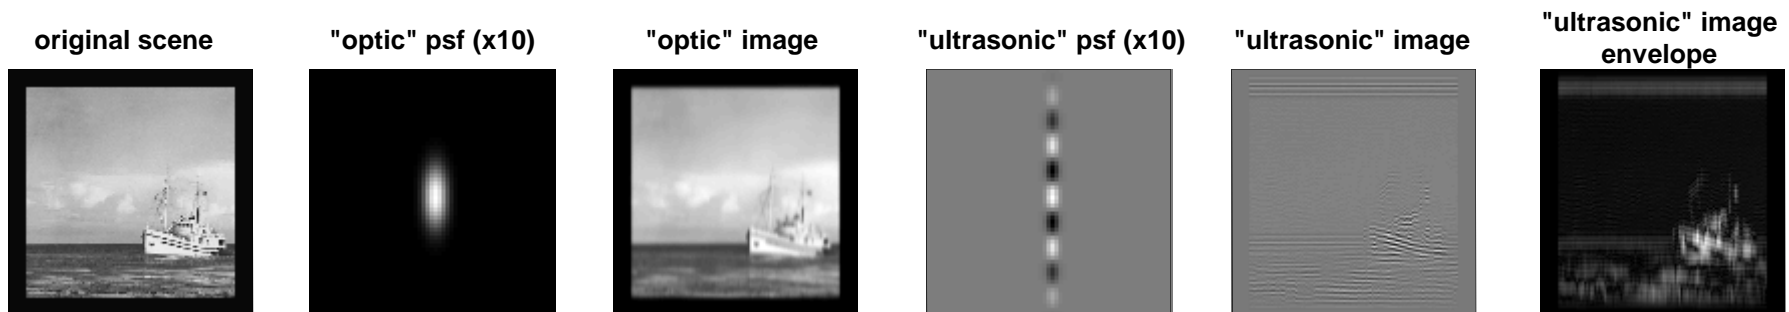 original scene
"optic" psf (x10)
"optic" image
"ultrasonic" psf (x10)
"ultrasonic" image
"ultrasonic" image
envelope